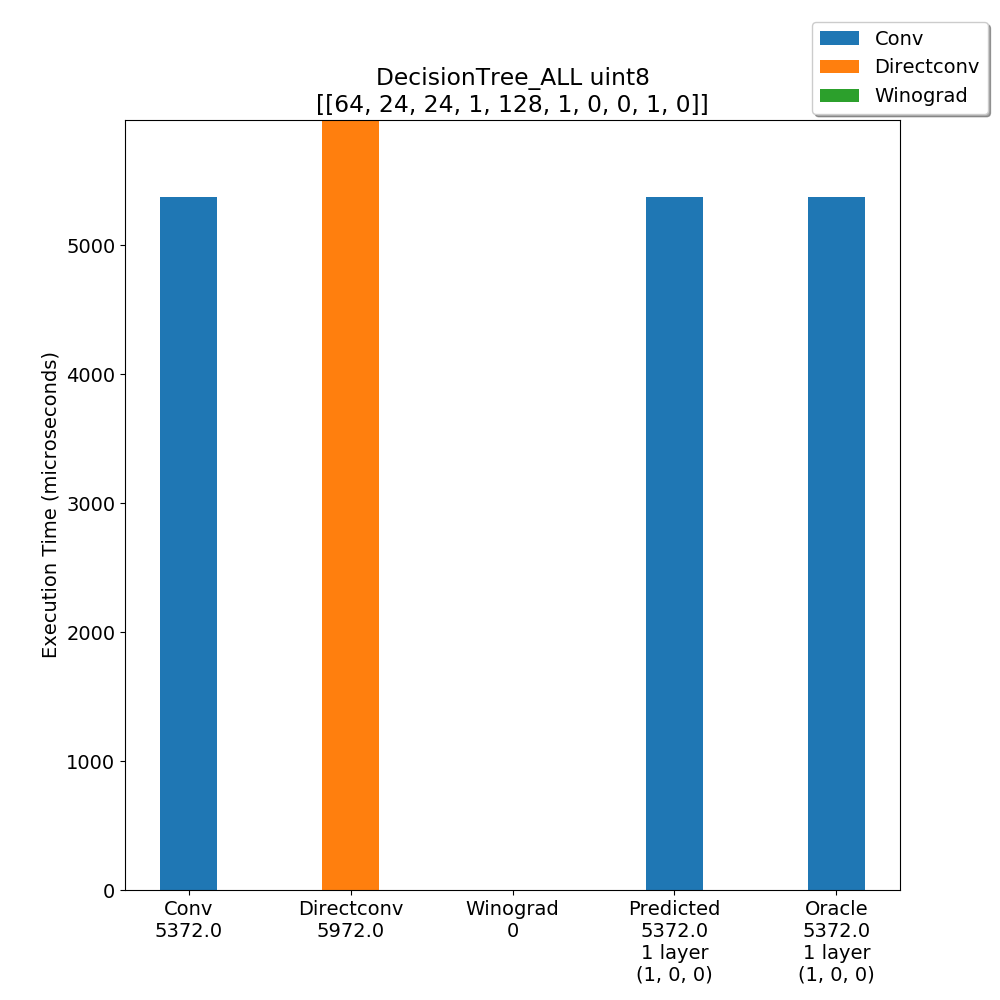 Conv
Directconv
Winograd
DecisionTree_ALL uint8
[[64, 24, 24, 1, 128, 1, 0, 0, 1, 0]]
Execution Time (microseconds)
5000
4000
3000
2000
1000
0
Conv
5372.0
Directconv
5972.0
Winograd
0
Predicted
5372.0
1 layer
(1, 0, 0)
Oracle
5372.0
1 layer
(1, 0, 0)